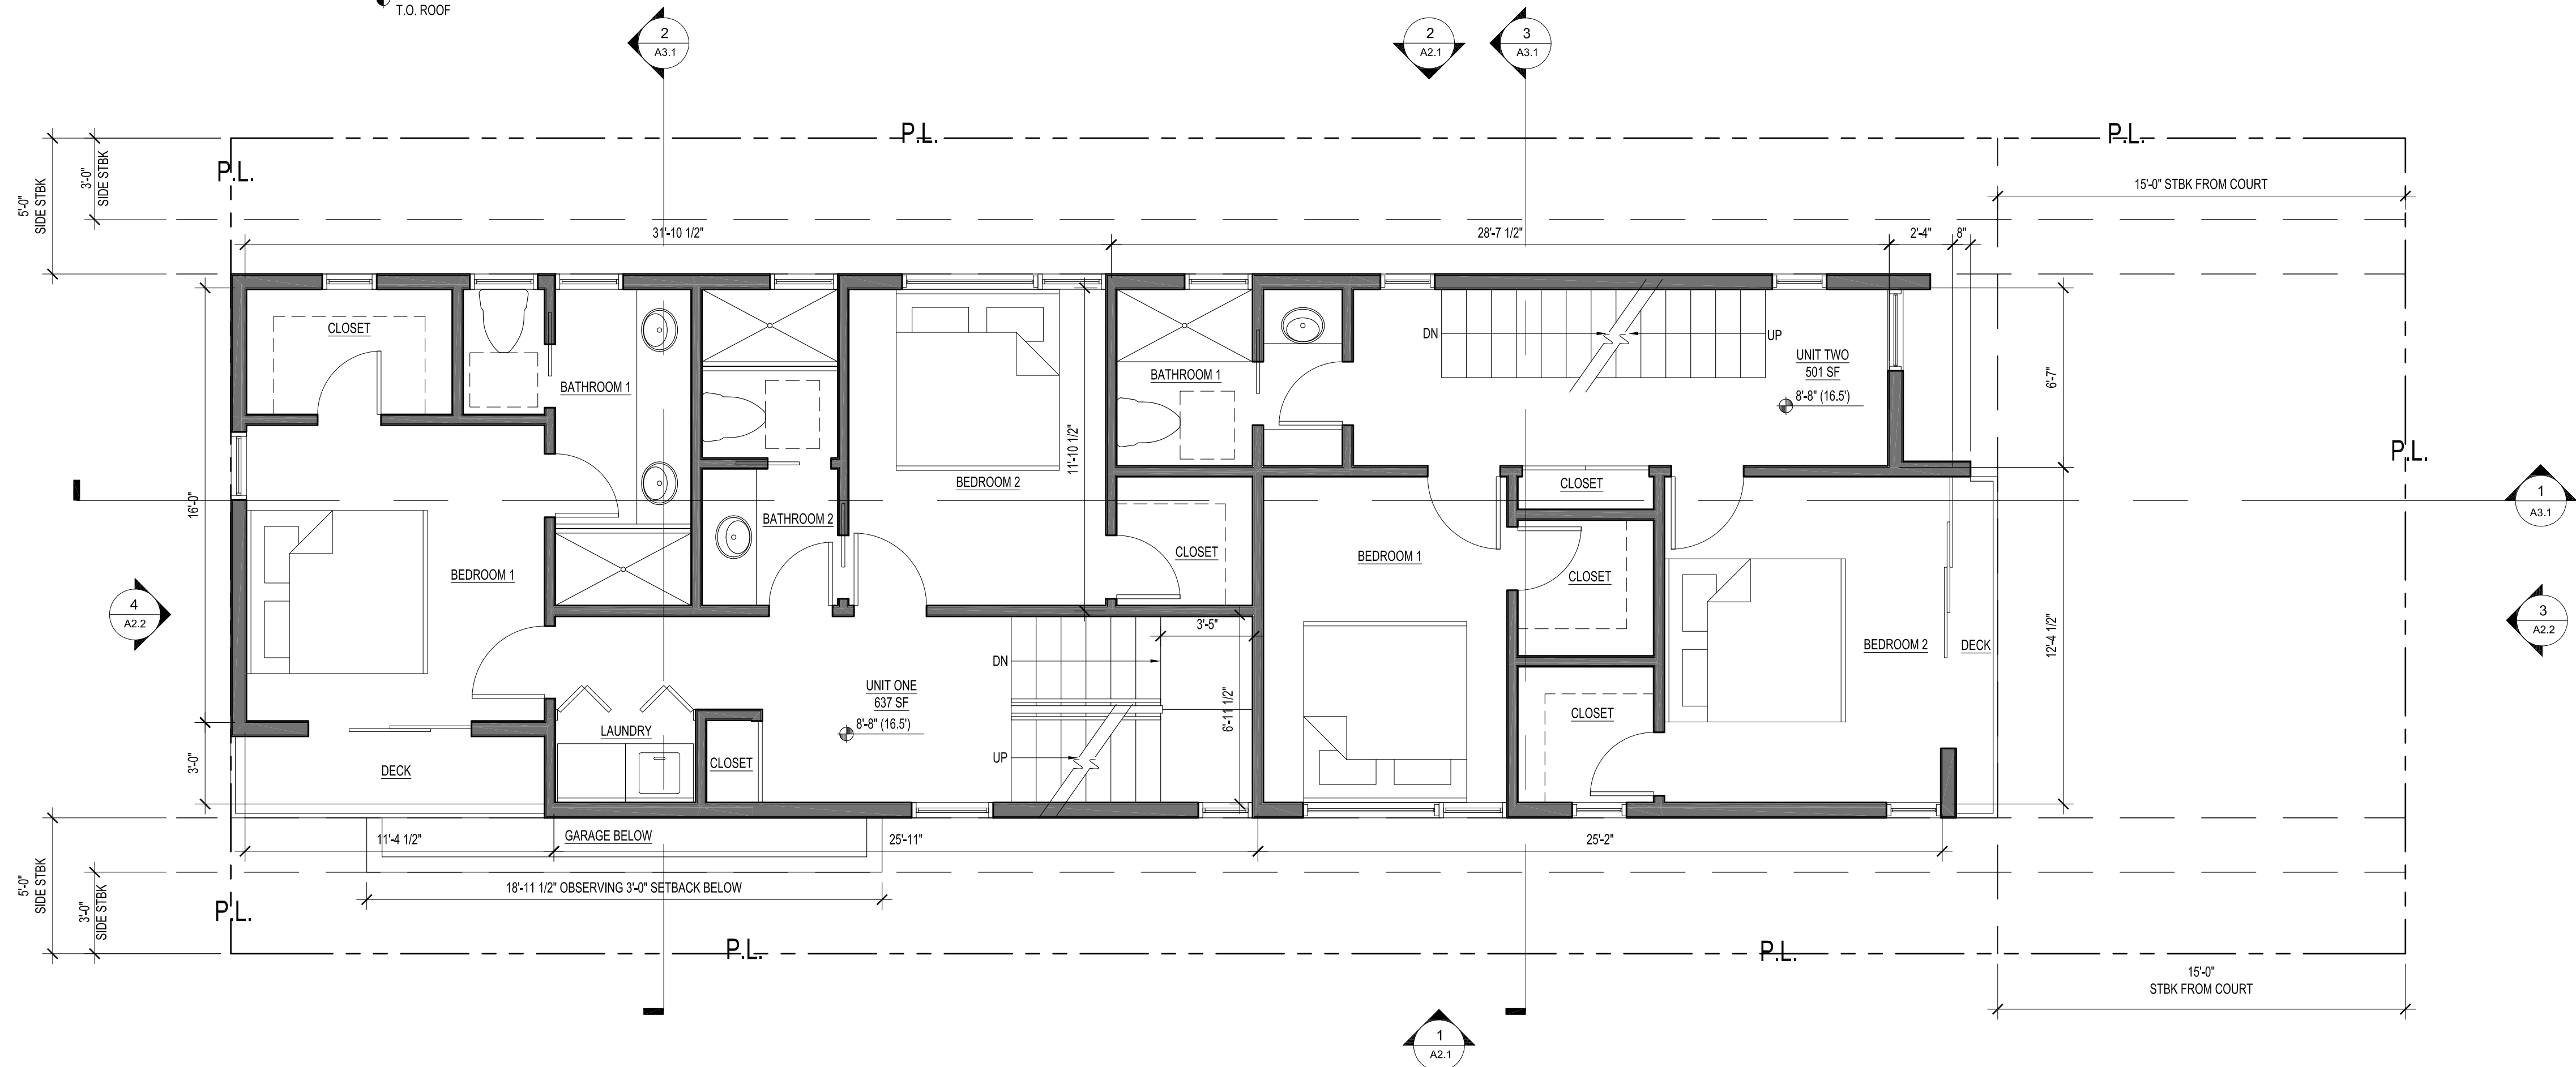 T.O. ROOF
2
A3.1
2
A2.1
3
A3.1
P.L.
P.L.
P.L.
5'-0"
SIDE STBK
3'-0"
SIDE STBK
15'-0" STBK FROM COURT
31'-10 1/2"
28'-7 1/2"
2'-4"
8"
CLOSET
BATHROOM 1
BATHROOM 1
DN
UP
UNIT TWO
501 SF
8'-8" (16.5')
6'-7"
11'-10 1/2"
P.L.
BEDROOM 2
CLOSET
1
A3.1
16'-0"
BATHROOM 2
CLOSET
BEDROOM 1
CLOSET
BEDROOM 1
4
A2.2
3
A2.2
3'-5"
12'-4 1/2"
BEDROOM 2
DECK
DN
UNIT ONE
637 SF
8'-8" (16.5')
6'-11 1/2"
CLOSET
LAUNDRY
UP
CLOSET
3'-0"
DECK
11'-4 1/2"
GARAGE BELOW
25'-11"
25'-2"
5'-0"
SIDE STBK
3'-0"
SIDE STBK
18'-11 1/2" OBSERVING 3'-0" SETBACK BELOW
P.L.
P.L.
P.L.
15'-0"
STBK FROM COURT
1
A2.1